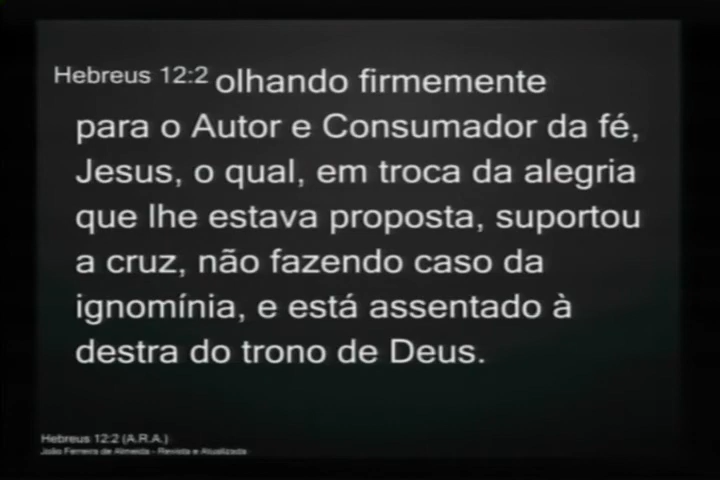 Hebreus 12:2 olhando firmemente
para o Autor e Consumador da fé,
Jesus, o qual, em troca da alegria
que lhe estava proposta, suportou
a cruz, não fazendo caso da
ignomínia, e está assentado à
destra do trono de Deus.
Hebreus 12:2 (A.R.A.)
João Ferreira de Almeida - Revista e Atualizada